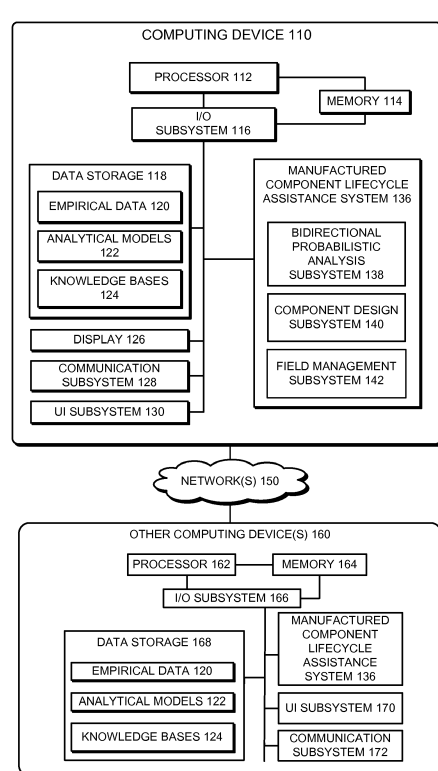 COMPUTING DEVICE 110
PROCESSOR 112
MEMORY 114
I/O
SUBSYSTEM 116
DATA STORAGE 118
EMPIRICAL DATA 120
ANALYTICAL MODELS
122
KNOWLEDGE BASES
124
DISPLAY 126
COMMUNICATION
SUBSYSTEM 128
UI SUBSYSTEM 130
MANUFACTURED
COMPONENT LIFECYCLE
ASSISTANCE SYSTEM 136
BIDIRECTIONAL
PROBABILISTIC
ANALYSIS
SUBSYSTEM 138
COMPONENT DESIGN
SUBSYSTEM 140
FIELD MANAGEMENT
SUBSYSTEM 142
NETWORK(S) 150
OTHER COMPUTING DEVICE(S) 160
PROCESSOR 162
MEMORY 164
I/O SUBSYSTEM 166
DATA STORAGE 168
EMPIRICAL DATA 120
ANALYTICAL MODELS 122
KNOWLEDGE BASES 124
MANUFACTURED
COMPONENT
LIFECYCLE
ASSISTANCE
SYSTEM 136
UI SUBSYSTEM 170
COMMUNICATION
SUBSYSTEM 172